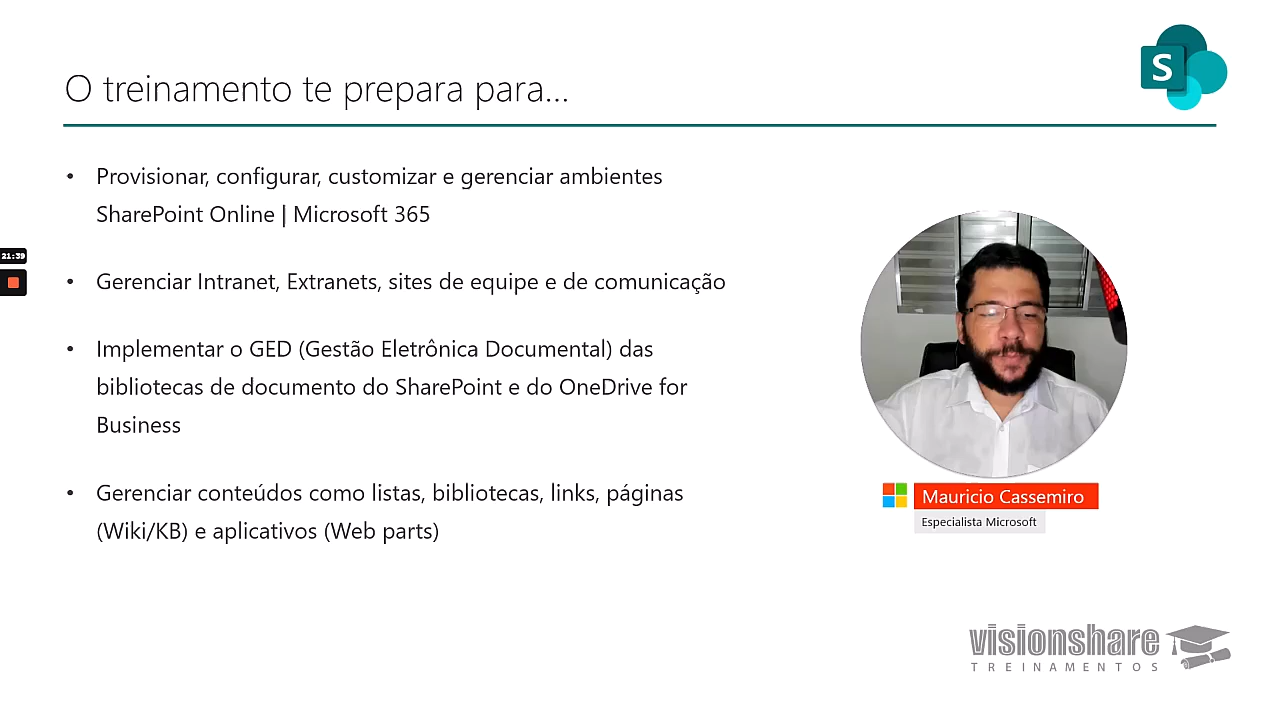 O treinamento te prepara para...
S
• Provisionar, configurar, customizar e gerenciar ambientes
SharePoint Online | Microsoft 365
21:39
• Gerenciar Intranet, Extranets, sites de equipe e de comunicação
• Implementar o GED (Gestão Eletrônica Documental) das
bibliotecas de documento do SharePoint e do OneDrive for
Business
• Gerenciar conteúdos como listas, bibliotecas, links, páginas
(Wiki/KB) e aplicativos (Web parts)
Mauricio Cassemiro
Especialista Microsoft
visionshare
TREINAMENTOS